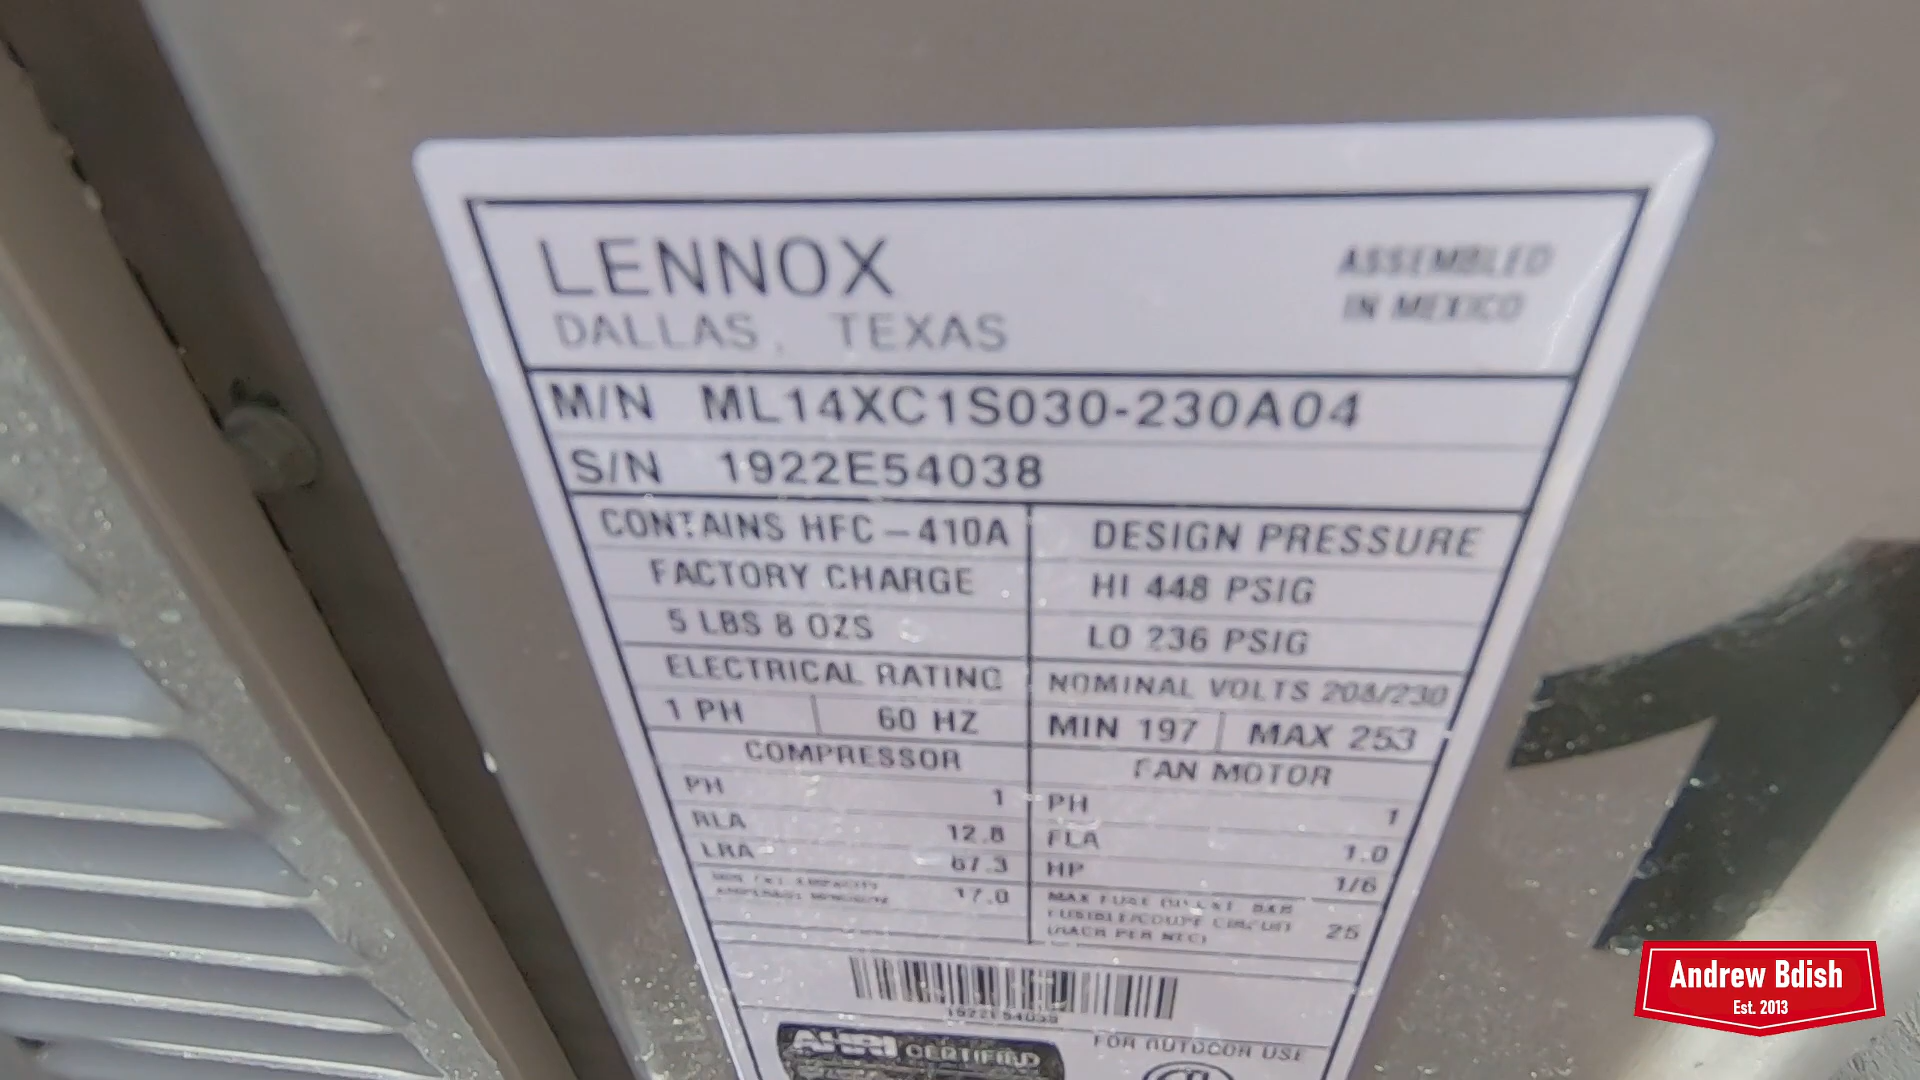 LENNOX
DALLAS, TEXAS
ASSEMBLED
IN MEXICO
M/N ML14XC1S030-230A04
S/N 1922E54038
CONTAINS HFC-410A
FACTORY CHARGE
5 LBS 8 OZS
DESIGN PRESSURE
HI 448 PSIG
LO 236 PSIG
ELECTRICAL RATING
NOMINAL VOLTS 208/230
1 PH 60 HZ
MIN 197 MAX 253
COMPRESSOR
PH 1
RLA 12.8
LRA 67.3
17.0
FAN MOTOR
PH 1
FLA 1.0
HP 1/6
MAX FUSE
25
1922E54038
AHRI CERTIFIED
FOR OUTDOOR USE
1
Andrew Bdish
Est. 2013